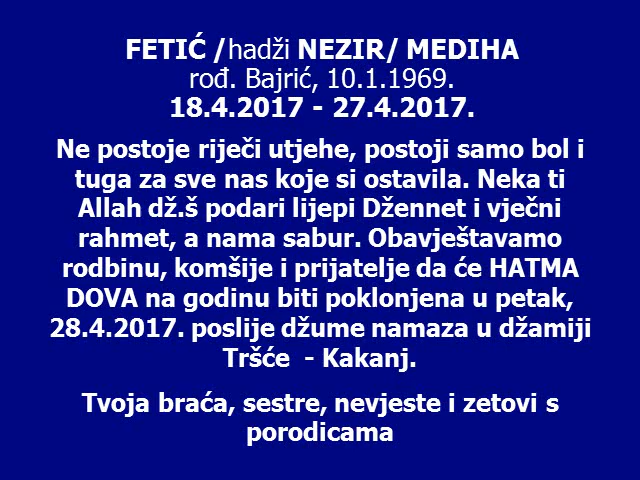 FETIĆ /hadži NEZIR/ MEDIHA
rođ. Bajrić, 10.1.1969.
18.4.2017 - 27.4.2017.
Ne postoje riječi utjehe, postoji samo bol i
tuga za sve nas koje si ostavila. Neka ti
Allah dž.š podari lijepi Džennet i vječni
rahmet, a nama sabur. Obavještavamo
rodbinu, komšije i prijatelje da će HATMA
DOVA na godinu biti poklonjena u petak,
28.4.2017. poslije džume namaza u džamiji
Tršće  - Kakanj.
Tvoja braća, sestre, nevjeste i zetovi s
porodicama